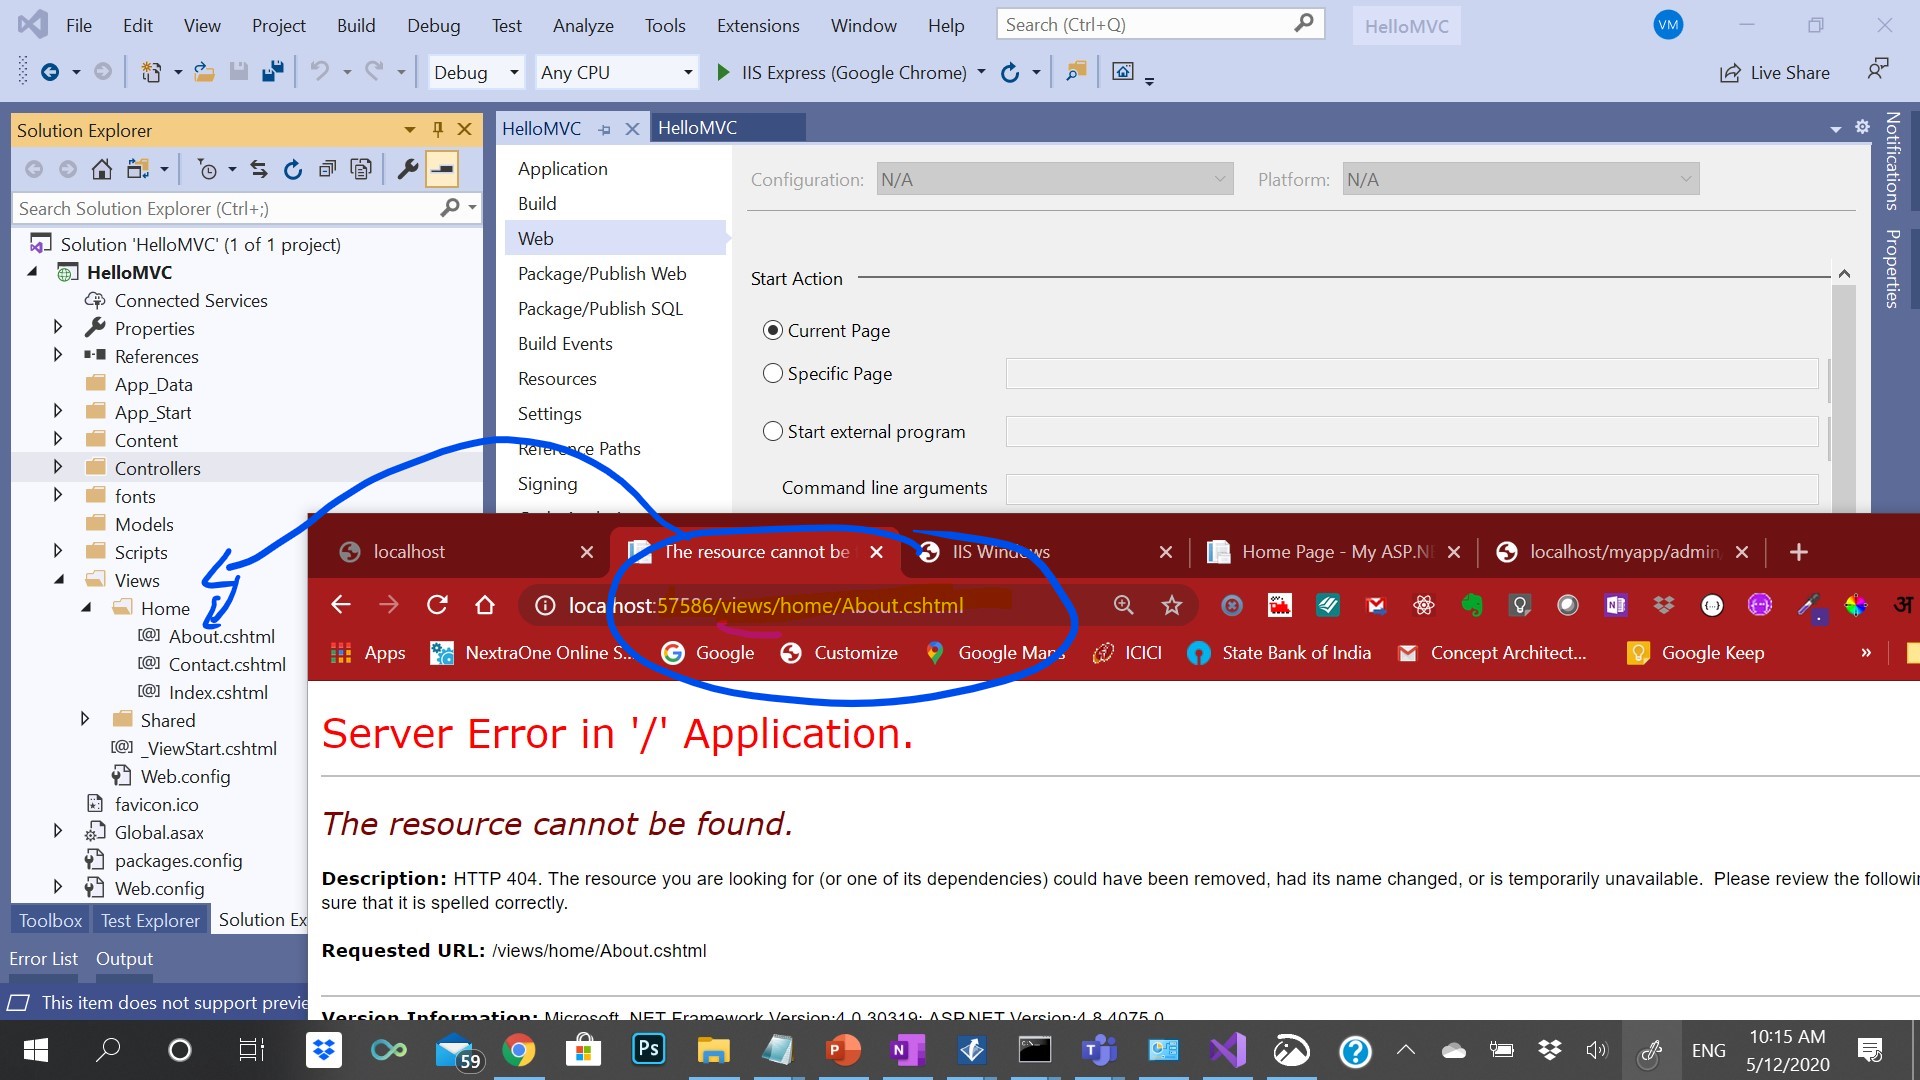 File Edit View Project Build Debug Test Analyze Tools Extensions Window Help Search (Ctrl+Q) HelloMVC VM
Debug Any CPU IIS Express (Google Chrome) Live Share
Solution Explorer
Search Solution Explorer (Ctrl+;)
Solution 'HelloMVC' (1 of 1 project)
HelloMVC
Connected Services
Properties
References
App_Data
App_Start
Content
Controllers
fonts
Models
Scripts
Views
Home
About.cshtml
Contact.cshtml
Index.cshtml
Shared
_ViewStart.cshtml
Web.config
favicon.ico
Global.asax
packages.config
Web.config
Toolbox Test Explorer Solution Ex
Error List Output
This item does not support previe
HelloMVC HelloMVC
Application
Build
Web
Package/Publish Web
Package/Publish SQL
Build Events
Resources
Settings
Reference Paths
Signing
Configuration: N/A Platform: N/A
Start Action
Current Page
Specific Page
Start external program
Command line arguments
Notifications
Properties
localhost The resource cannot be IIS Windows Home Page - My ASP.NE localhost/myapp/admin
localhost:57586/views/home/About.cshtml
Apps NextraOne Online S... Google Customize Google Maps ICICI State Bank of India Concept Architect... Google Keep »
Server Error in '/' Application.
The resource cannot be found.
Description: HTTP 404. The resource you are looking for (or one of its dependencies) could have been removed, had its name changed, or is temporarily unavailable. Please review the followin
sure that it is spelled correctly.
Requested URL: /views/home/About.cshtml
Version Information: Microsoft .NET Framework Version:4.0.30319; ASP.NET Version:4.8.4075.0
59 Ps ENG 10:15 AM
5/12/2020